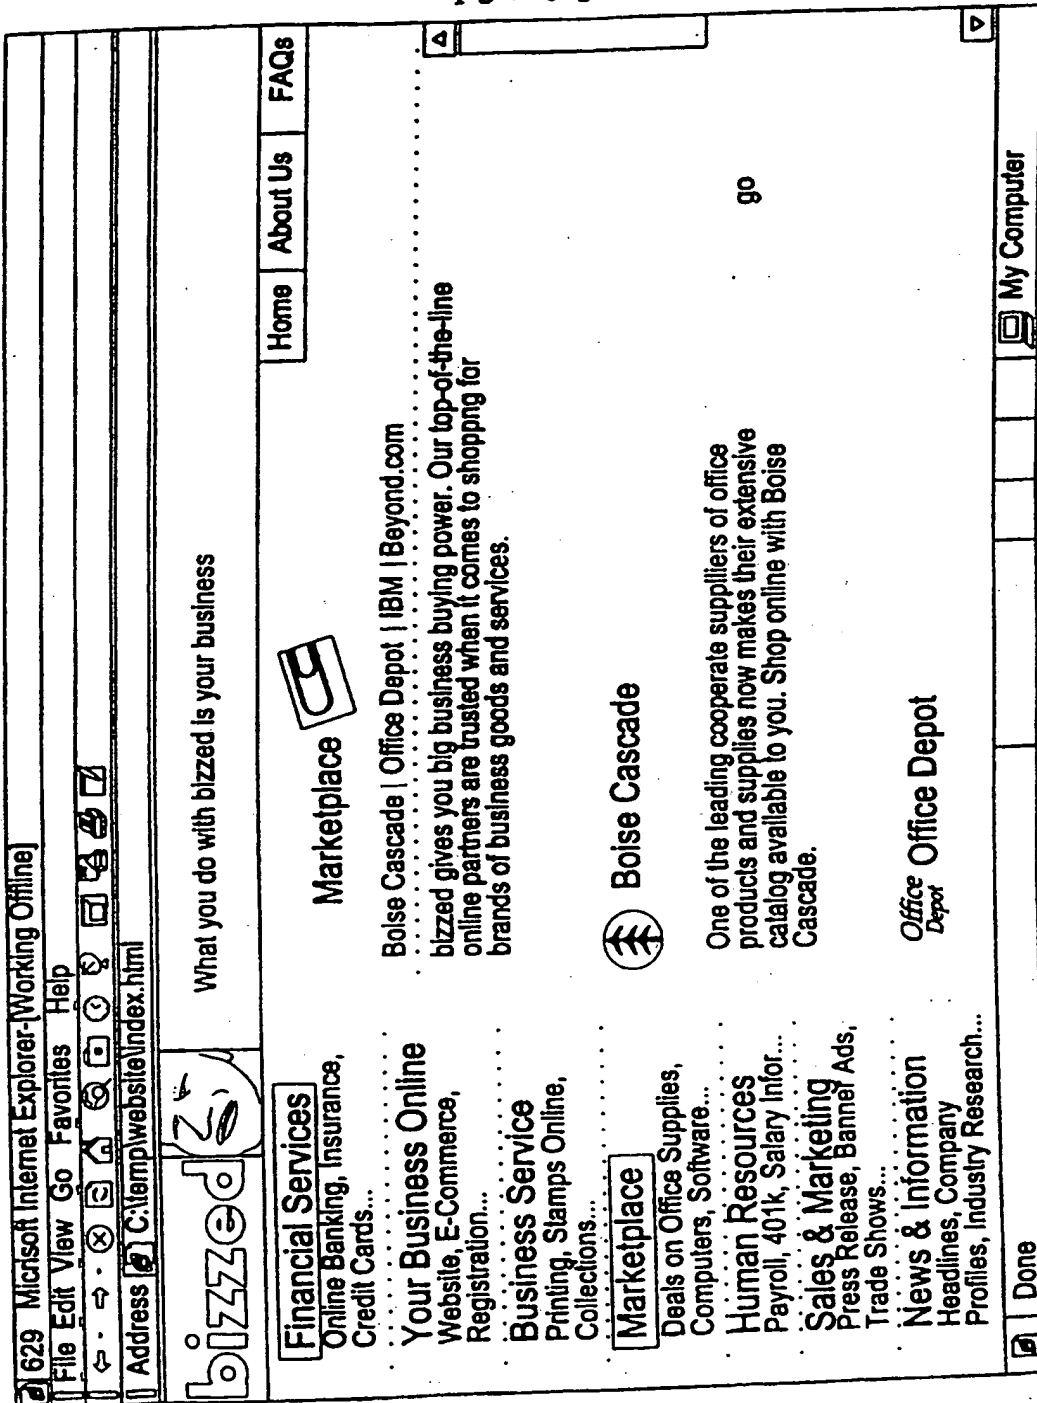 629 Micrisoft Internet Explorer-[Working Offline]
File Edit View Go Favorites Help
Address C:\temp\website\index.html
bizzed
What you do with bizzed is your business
Home | About Us | FAQs
Financial Services
Online Banking, Insurance,
Credit Cards...
Your Business Online
Website, E-Commerce,
Registration...
Business Service
Printing, Stamps Online,
Collections...
Marketplace
Deals on Office Supplies,
Computers, Software...
Human Resources
Payroll, 401k, Salary Infor...
Sales & Marketing
Press Release, Bannel Ads,
Trade Shows...
News & Information
Headlines, Company
Profiles, Industry Research...
Marketplace
Boise Cascade | Office Depot | IBM | Beyond.com
bizzed gives you big business buying power. Our top-of-the-line
online partners are trusted when it comes to shoppng for
brands of business goods and services.
Boise Cascade
One of the leading cooperate suppliers of office
products and supplies now makes their extensive
catalog available to you. Shop online with Boise
Cascade.
go
Office
Depot
Office Depot
Done
My Computer